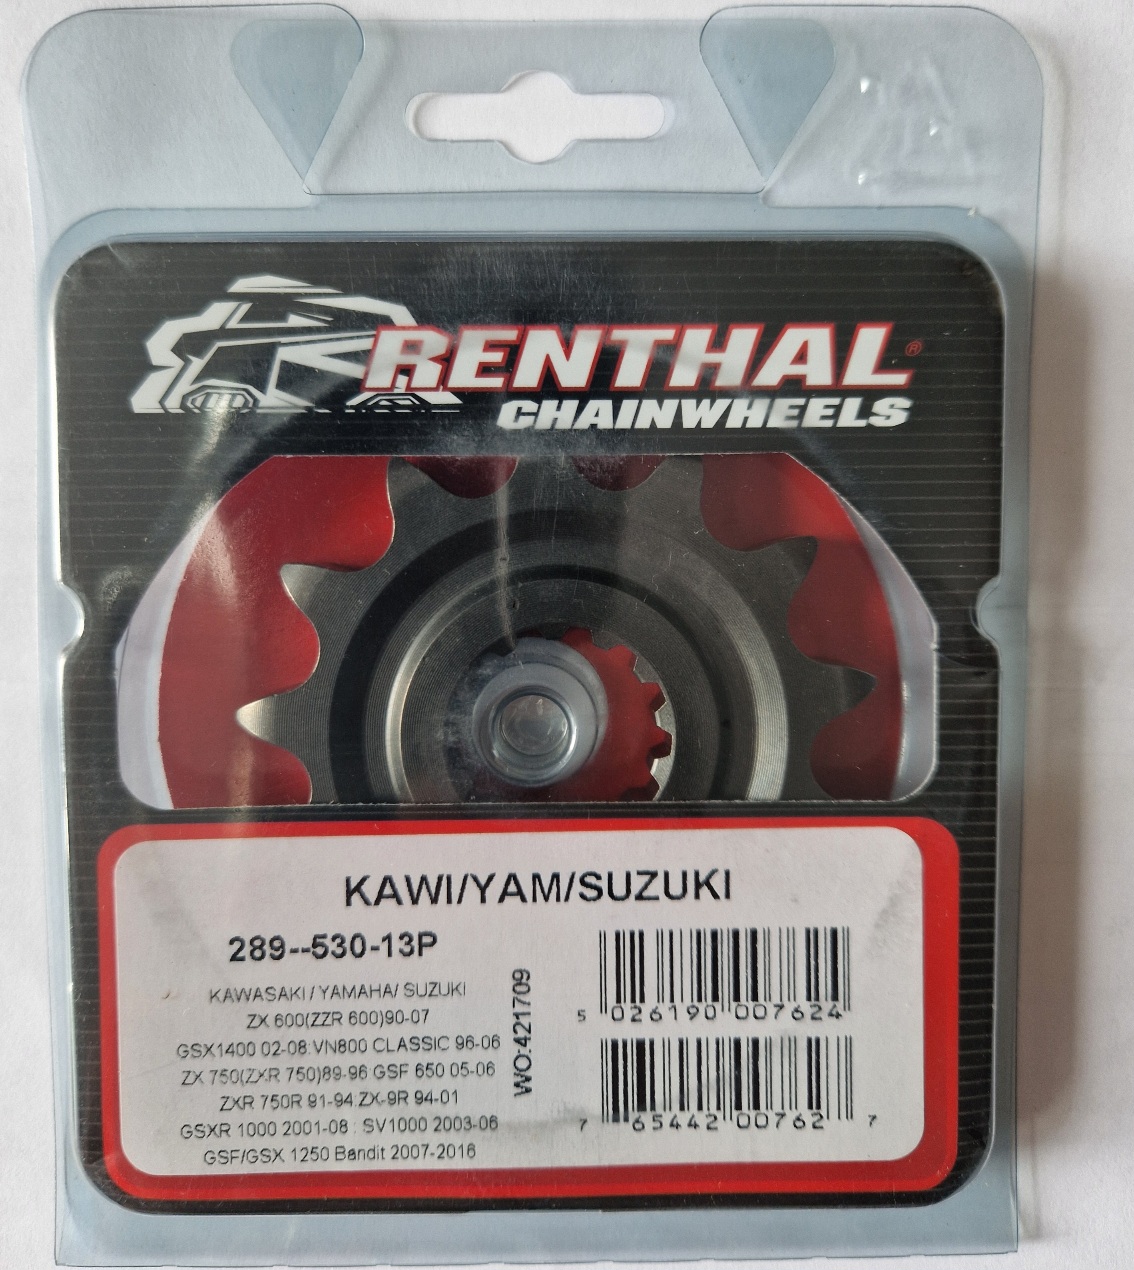 RENTHAL®
CHAINWHEELS
KAWI/YAM/SUZUKI
289--530-13P
KAWASAKI/YAMAHA/ SUZUKI
ZX 600(ZZR 600)90-07
GSX1400 02-08:VN800 CLASSIC 96-06
ZX 750(ZXR 750)89-96 GSF 650 05-06
ZXR 750R 91-94:ZX-9R 94-01
GSXR 1000 2001-08 : SV1000 2003-06
GSF/GSX 1250 Bandit 2007-2016
WO:421709
5 026190 007624
7 65442 00762 7